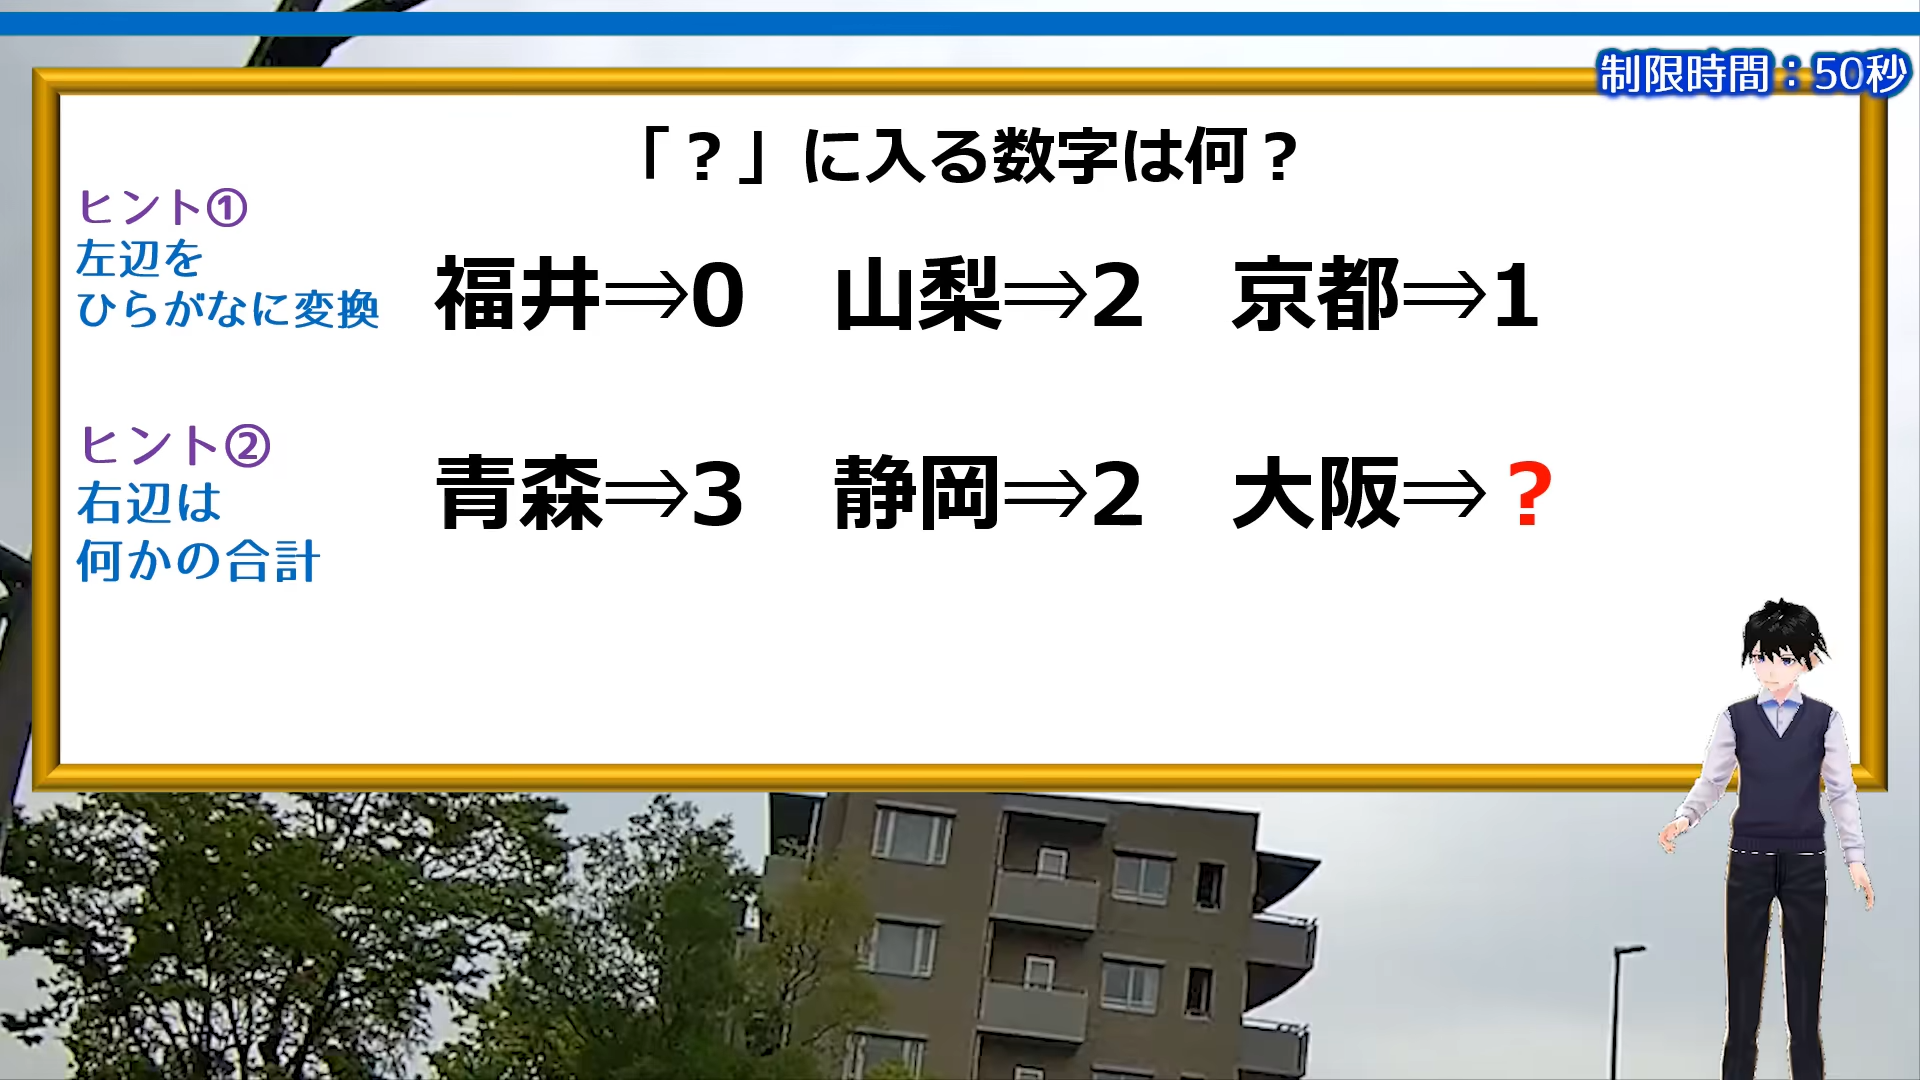 制限時間：50秒
「？」に入る数字は何？
ヒント①
左辺を
ひらがなに変換
福井⇒0 山梨⇒2 京都⇒1
ヒント②
右辺は
何かの合計
青森⇒3 静岡⇒2 大阪⇒？